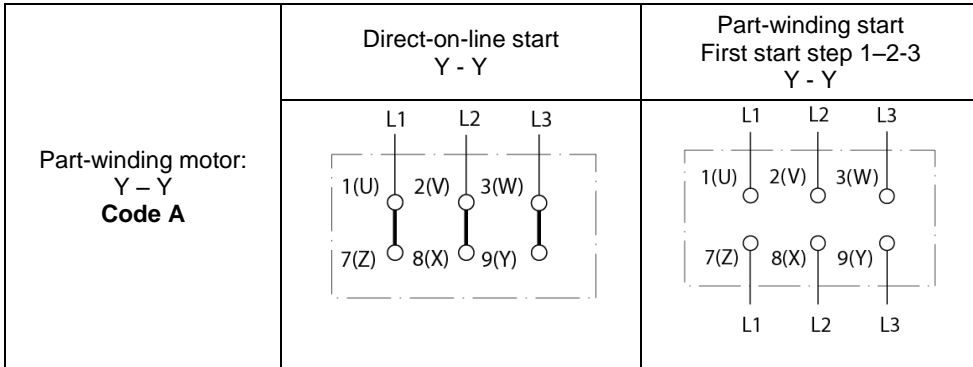 Part-winding motor:
Y – Y
Code A
Direct-on-line start
Y - Y
Part-winding start
First start step 1–2-3
Y - Y
L1 L2 L3
1(U) 2(V) 3(W)
7(Z) 8(X) 9(Y)
L1 L2 L3
1(U) 2(V) 3(W)
7(Z) 8(X) 9(Y)
L1 L2 L3